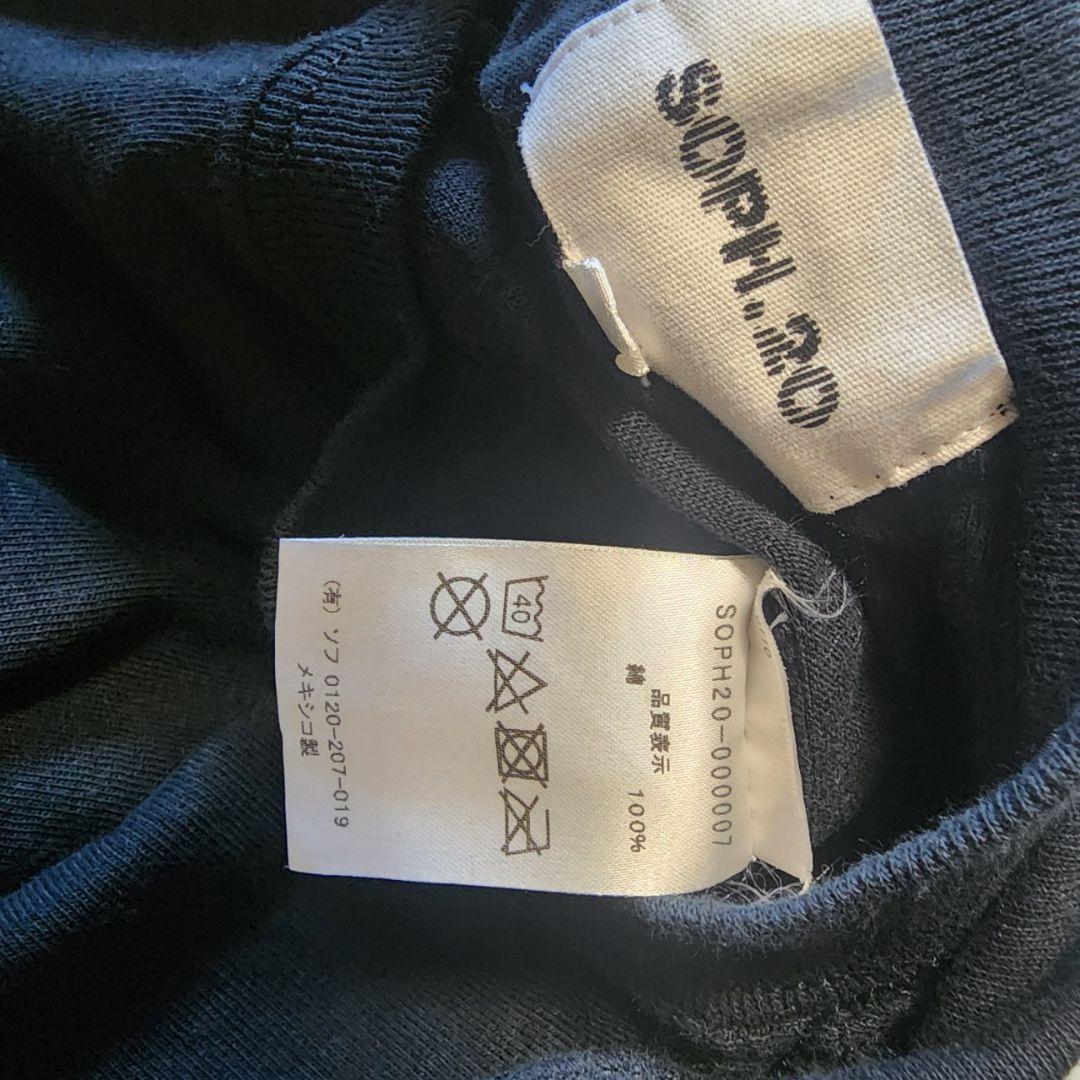 SOPH.20
SOPH20-000007
品質表示
綿 100%
40
(有) ソフ 0120-207-019
メキシコ製